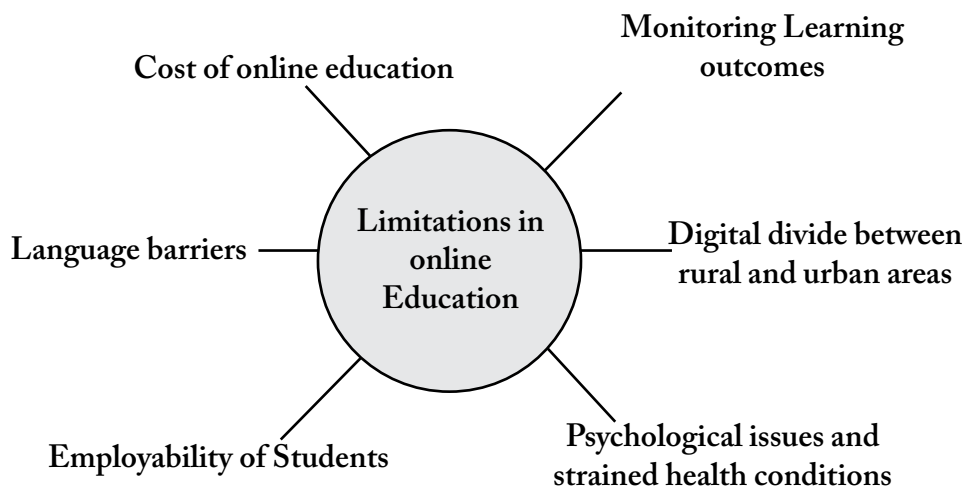 Cost of online education
Monitoring Learning
outcomes
Language barriers
Limitations in
online
Education
Digital divide between
rural and urban areas
Employability of Students
Psychological issues and
strained health conditions